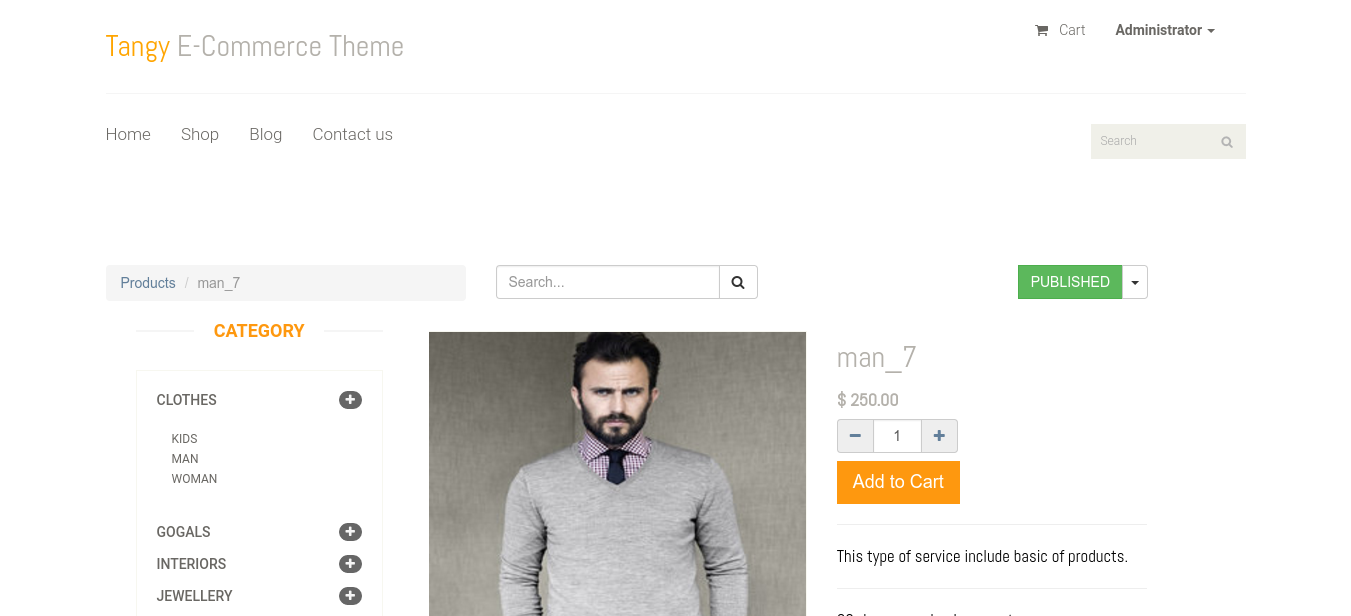 Tangy E-Commerce Theme
Cart
Administrator
Home Shop Blog Contact us
Search
Products / man_7
Search...
PUBLISHED
CATEGORY
CLOTHES
KIDS
MAN
WOMAN
GOGALS
INTERIORS
JEWELLERY
man_7
$ 250.00
1
Add to Cart
This type of service include basic of products.